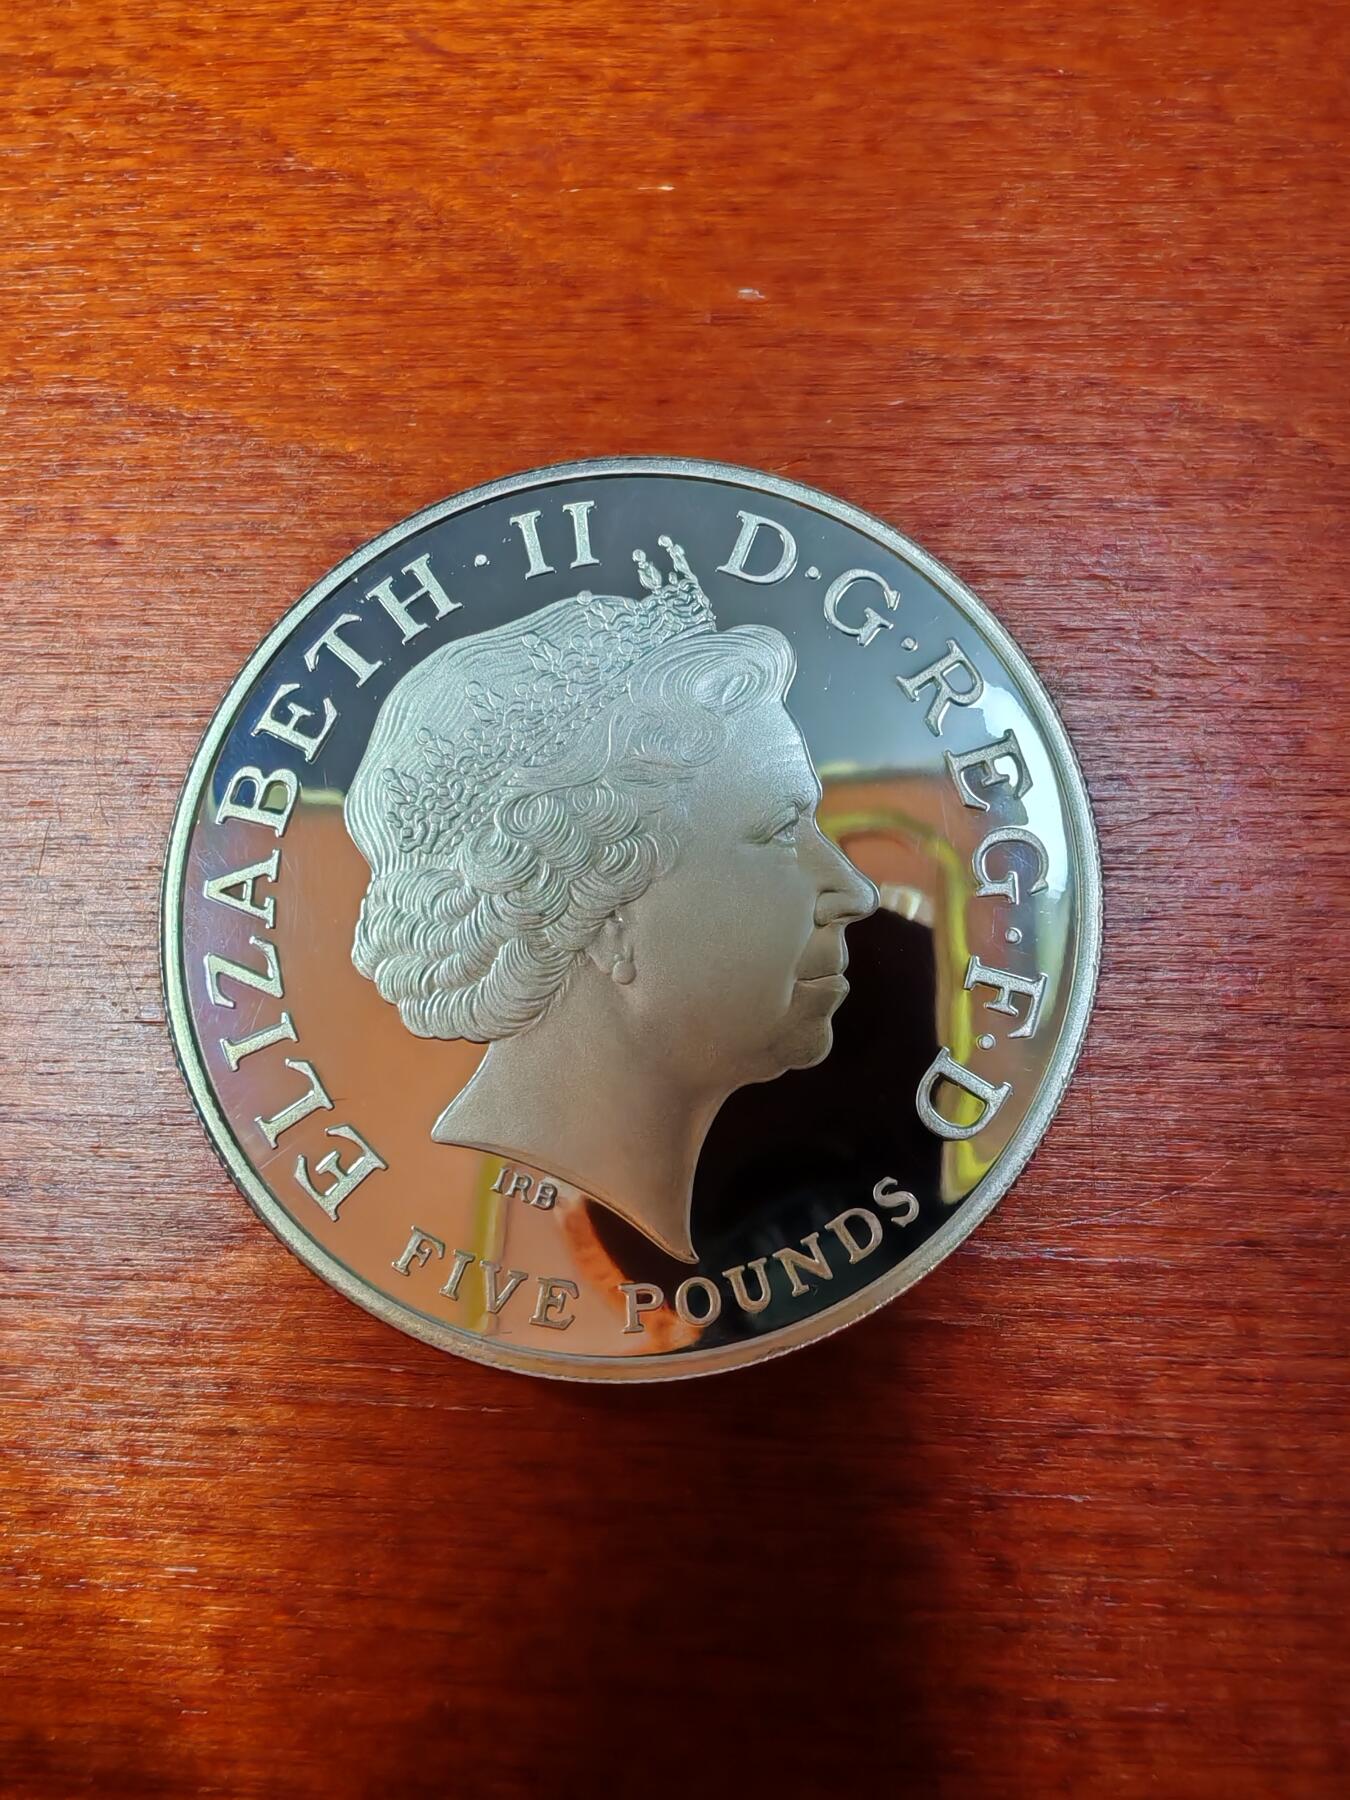 ELIZABETH · II D · G · REG · F · D
FIVE POUNDS
IRB